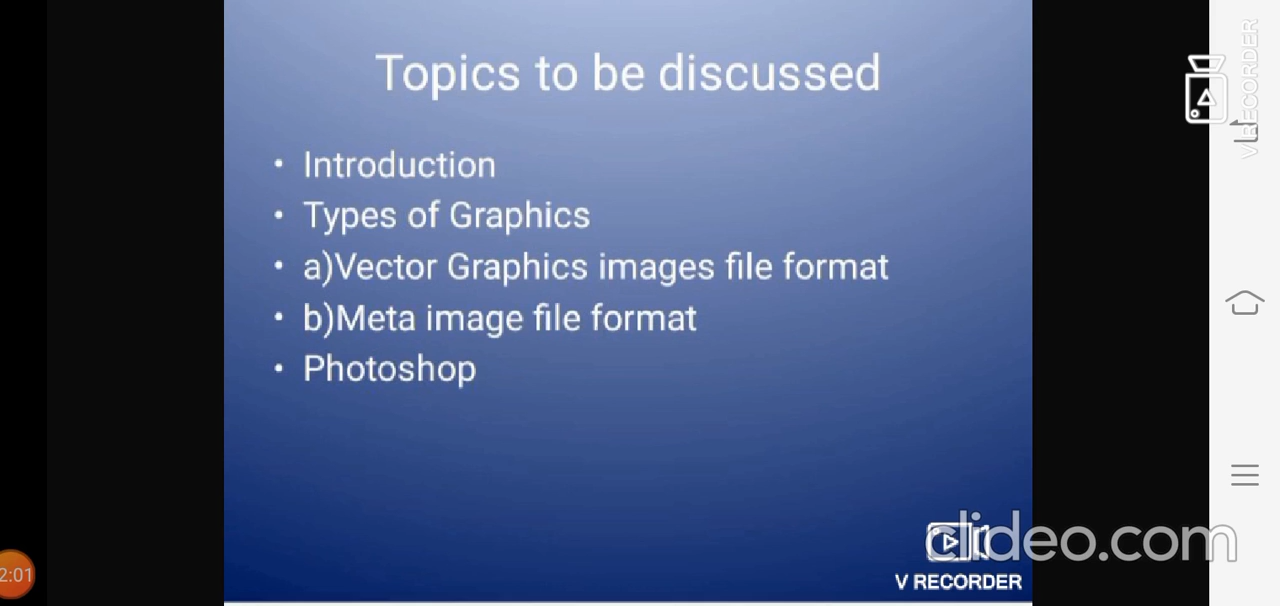 Topics to be discussed
• Introduction
• Types of Graphics
• a)Vector Graphics images file format
• b)Meta image file format
• Photoshop
V RECORDER
clideo.com
V RECORDER
2:01